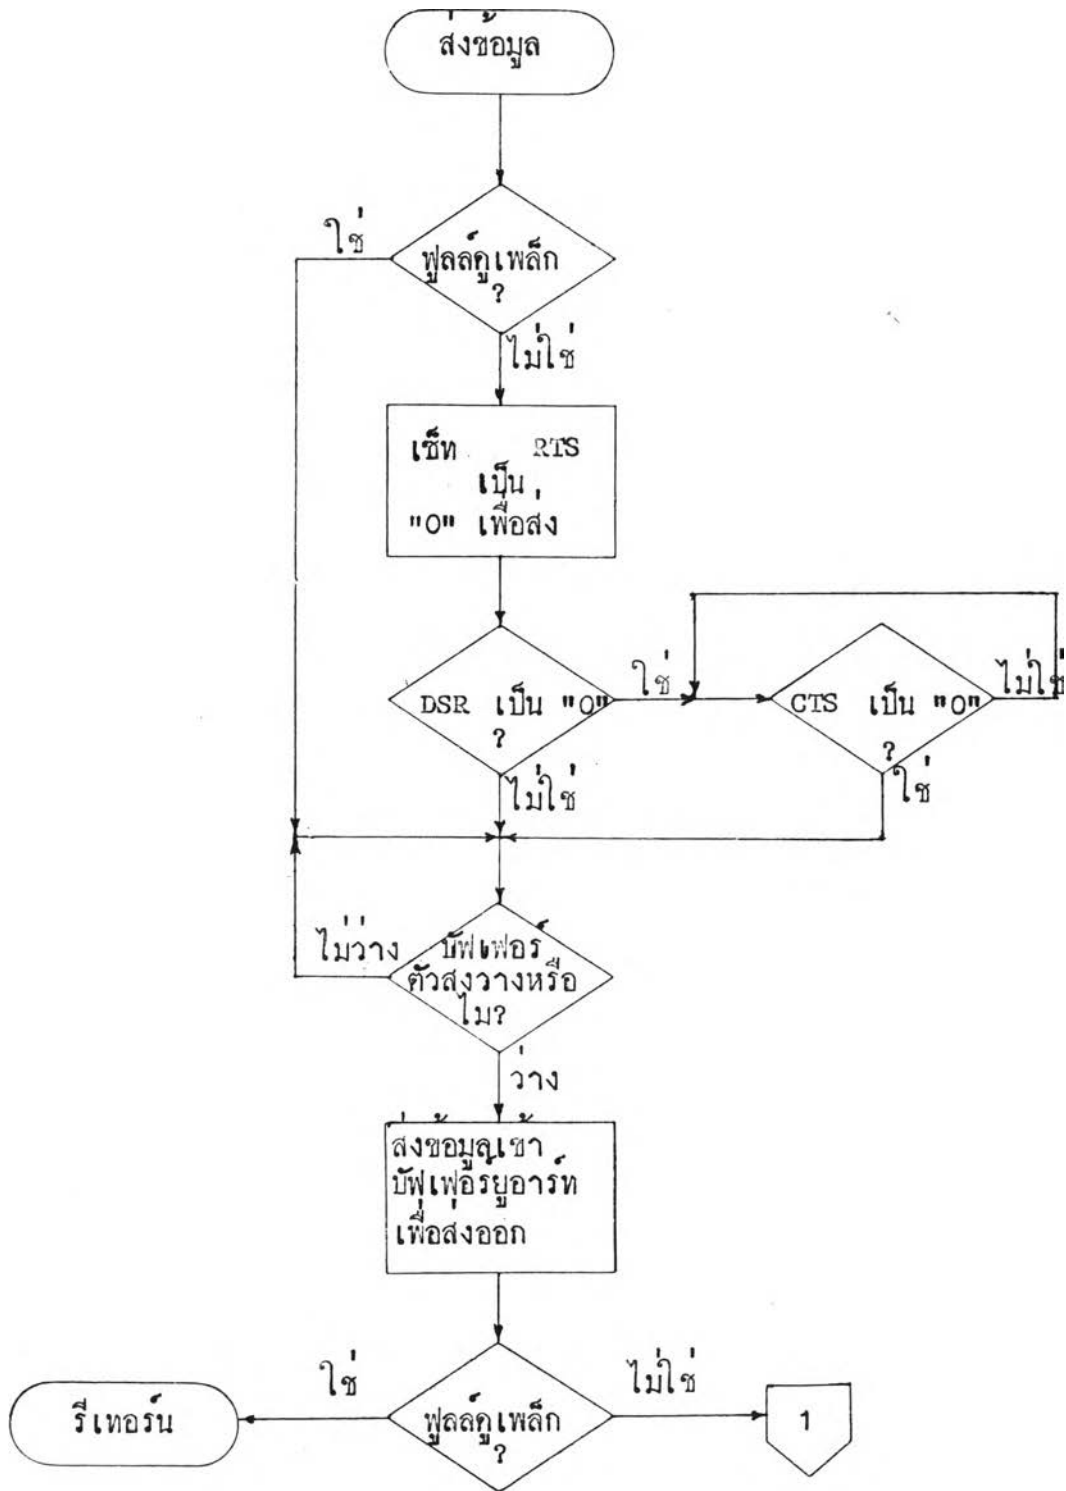 ส่งข้อมูล
ใช่
ฟูลล์ดูเพล็ก
?
ไม่ใช่
เซ็ท RTS
เป็น
"0" เพื่อส่ง
DSR เป็น "0"
?
ใช่
CTS เป็น "0"
?
ไม่ใช่
ไม่ใช่
ใช่
ไม่ว่าง
บัฟเฟอร์
ตัวสงวางหรือ
ไม?
ว่าง
ส่งข้อมูลเข้า
บัฟเฟอร์ยูอาร์ท
เพื่อส่งออก
ใช่
ไม่ใช่
รีเทอร์น
ฟูลล์ดูเพล็ก
?
1